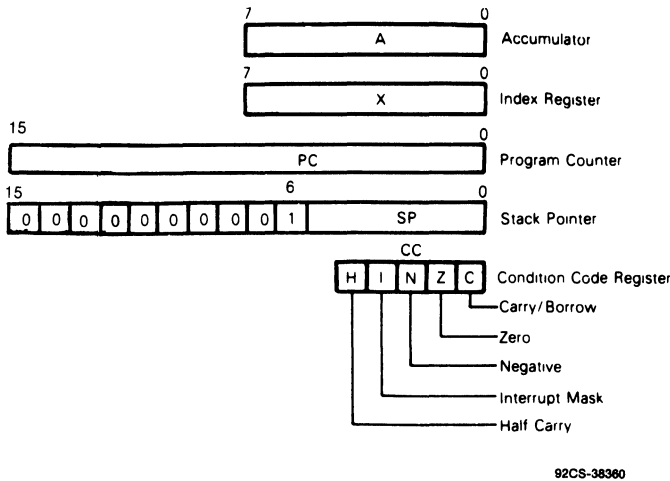 7 0
A Accumulator
7 0
X Index Register
15 0
PC Program Counter
15 6 0
0 0 0 0 0 0 0 0 0 1 SP Stack Pointer
CC
H I N Z C Condition Code Register
Carry/Borrow
Zero
Negative
Interrupt Mask
Half Carry
92CS-38360